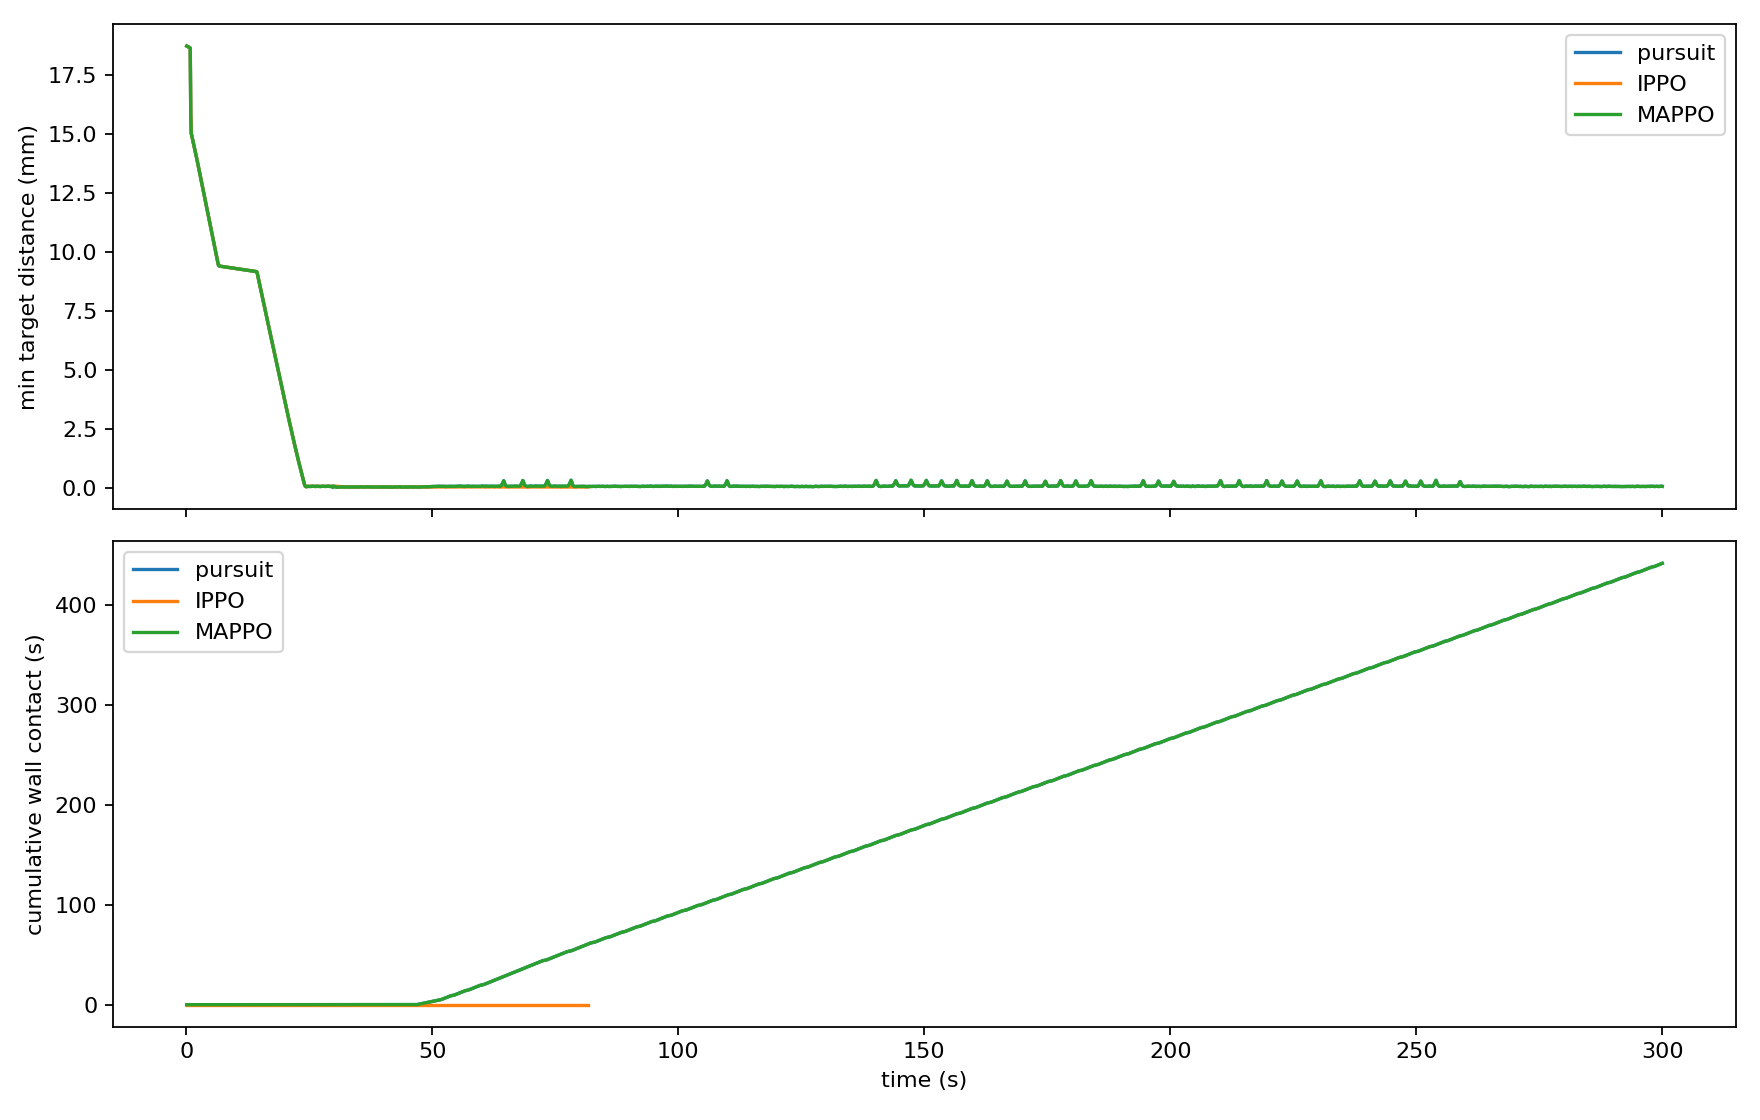 17.5
15.0
12.5
10.0
7.5
5.0
2.5
0.0
min target distance (mm)
pursuit
IPPO
MAPPO
400
300
200
100
0
cumulative wall contact (s)
pursuit
IPPO
MAPPO
0 50 100 150 200 250 300
time (s)